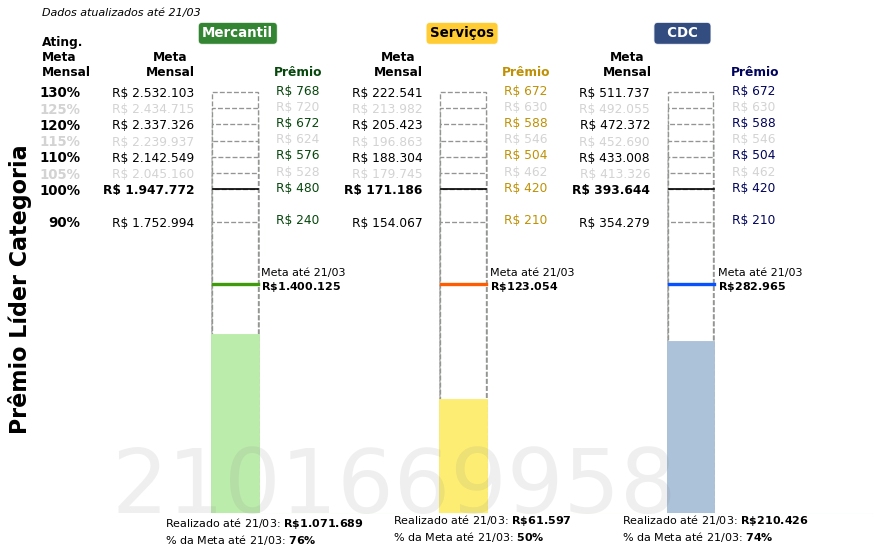 Dados atualizados até 21/03
Mercantil Serviços CDC
Ating. Meta Mensal Meta Mensal Prêmio Meta Mensal Prêmio Meta Mensal Prêmio
130% R$ 2.532.103 R$ 768 R$ 222.541 R$ 672 R$ 511.737 R$ 672
125% R$ 2.434.715 R$ 720 R$ 213.982 R$ 630 R$ 492.055 R$ 630
120% R$ 2.337.326 R$ 672 R$ 205.423 R$ 588 R$ 472.372 R$ 588
115% R$ 2.239.937 R$ 624 R$ 196.863 R$ 546 R$ 452.690 R$ 546
110% R$ 2.142.549 R$ 576 R$ 188.304 R$ 504 R$ 433.008 R$ 504
105% R$ 2.045.160 R$ 528 R$ 179.745 R$ 462 R$ 413.326 R$ 462
100% R$ 1.947.772 R$ 480 R$ 171.186 R$ 420 R$ 393.644 R$ 420
90% R$ 1.752.994 R$ 240 R$ 154.067 R$ 210 R$ 354.279 R$ 210
Meta até 21/03 Meta até 21/03 Meta até 21/03
R$1.400.125 R$123.054 R$282.965
Prêmio Líder Categoria
2101669958
Realizado até 21/03: R$1.071.689 Realizado até 21/03: R$61.597 Realizado até 21/03: R$210.426
% da Meta até 21/03: 76% % da Meta até 21/03: 50% % da Meta até 21/03: 74%